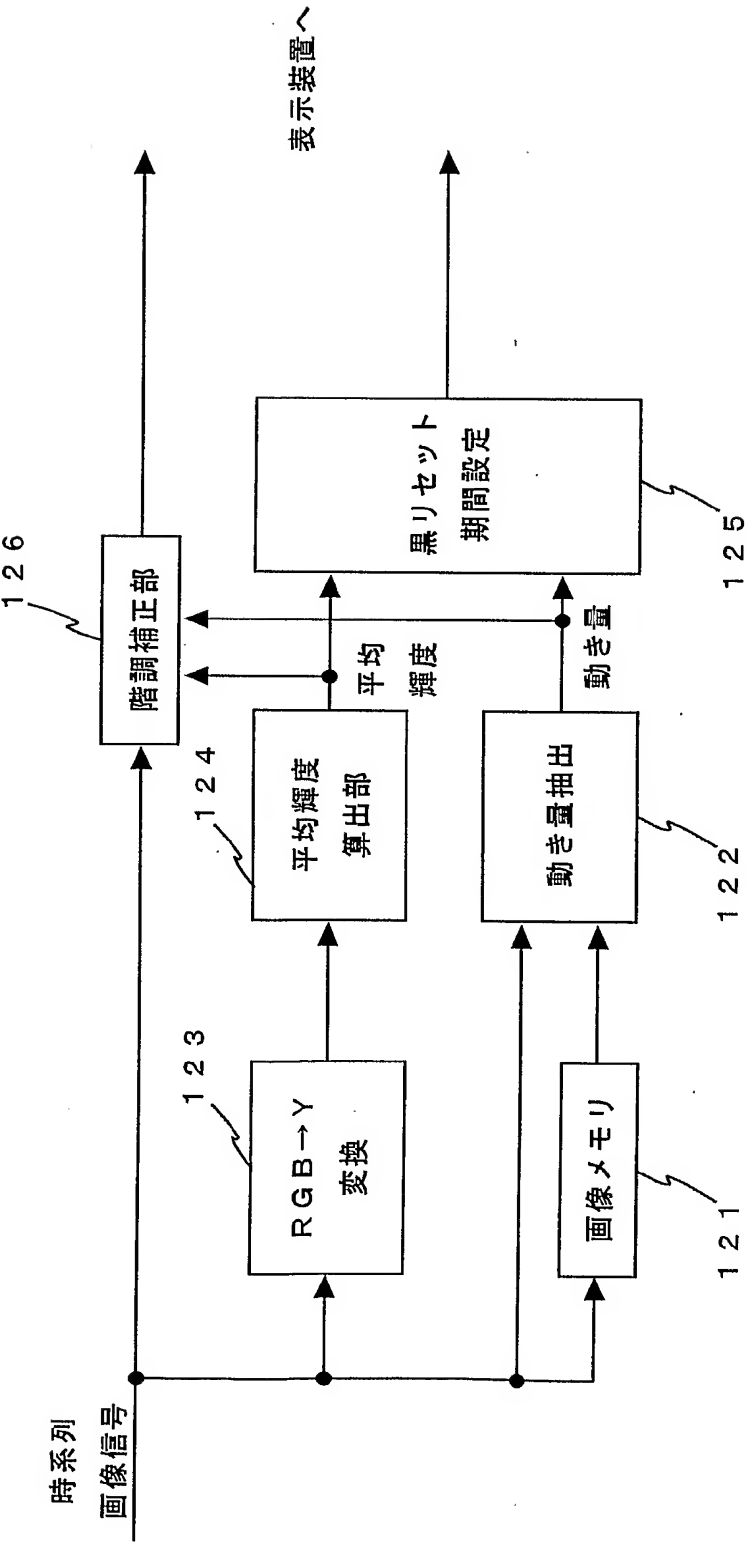 時系列
画像信号
126
階調補正部
123
RGB→Y
変換
124
平均輝度
算出部
平均
輝度
黒リセット
期間設定
125
動き量抽出
122
動き量
画像メモリ
121
表示装置へ